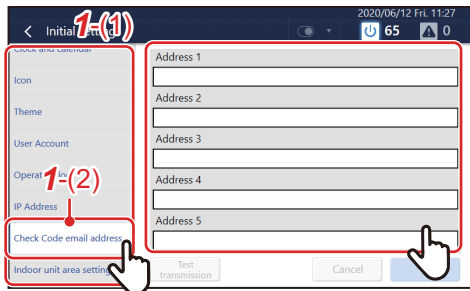 2020/06/12 Fri. 11:27
Initial
1-(1)
65
0
Clock and calendar
Icon
Theme
User Account
Operat
1-(2)
IP Address
Check Code email address
Indoor unit area setting
Address 1
Address 2
Address 3
Address 4
Address 5
Test
transmission
Cancel